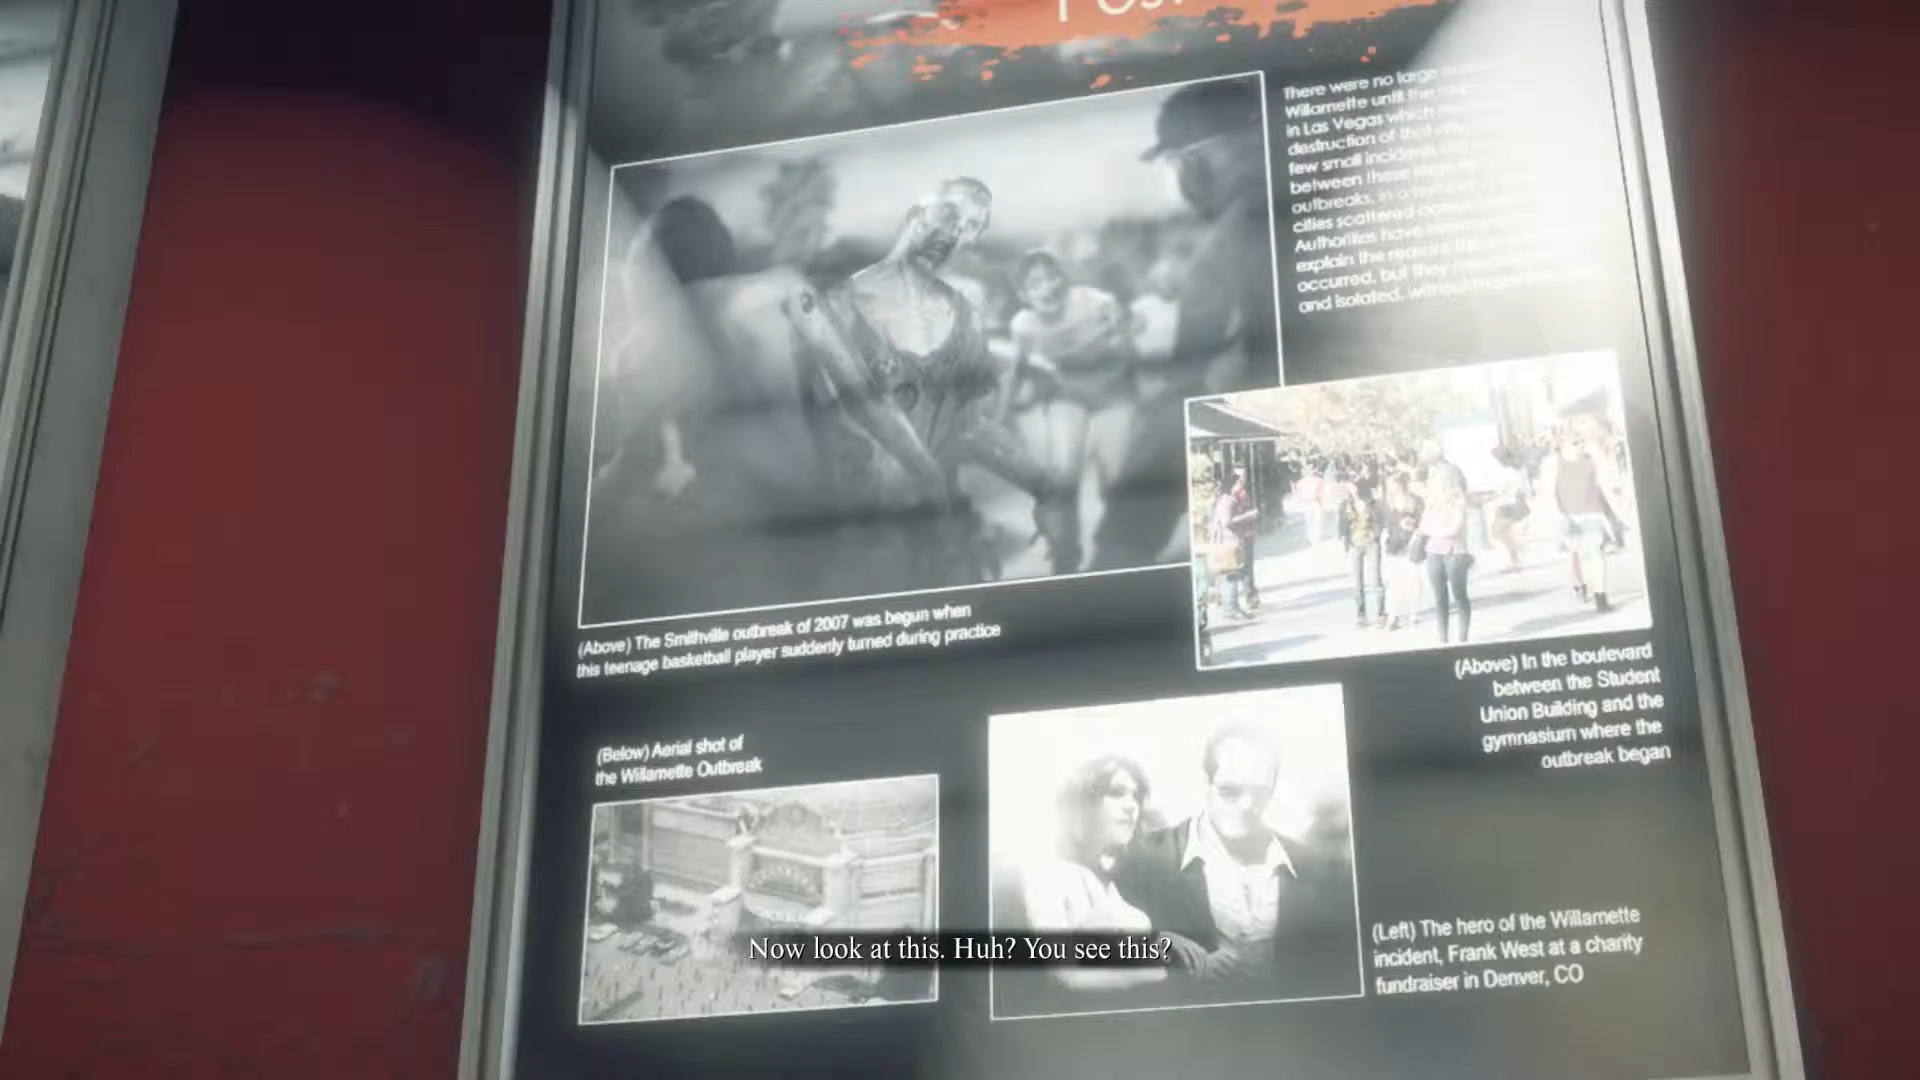 There were no large
Willamette until the
in Las Vegas which
destruction of that
few small incidents
between these large
outbreaks, in a
cities scattered
Authorities have
explain the reasons
occurred, but they
and isolated, without
(Above) The Smithville outbreak of 2007 was begun when
this teenage basketball player suddenly turned during practice
(Above) In the boulevard
between the Student
Union Building and the
gymnasium where the
outbreak began
(Below) Aerial shot of
the Willamette Outbreak
(Left) The hero of the Willamette
incident, Frank West at a charity
fundraiser in Denver, CO
Now look at this. Huh? You see this?